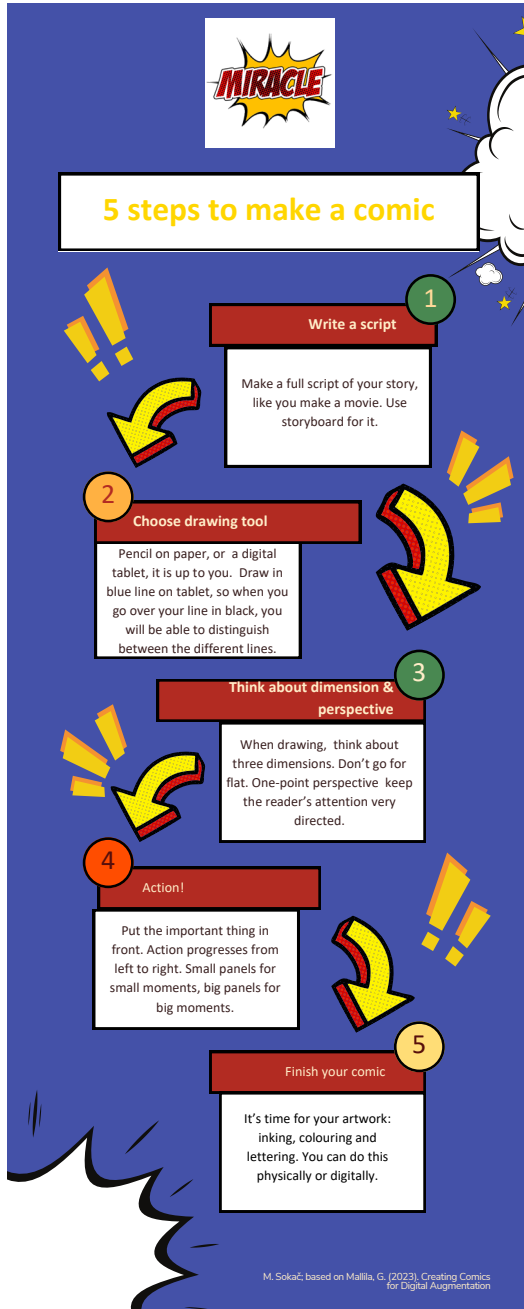 MIRACLE
5 steps to make a comic
1
Write a script
Make a full script of your story,
like you make a movie. Use
storyboard for it.
2
Choose drawing tool
Pencil on paper, or a digital
tablet, it is up to you. Draw in
blue line on tablet, so when you
go over your line in black, you
will be able to distinguish
between the different lines.
3
Think about dimension &
perspective
When drawing, think about
three dimensions. Don't go for
flat. One-point perspective keep
the reader's attention very
directed.
4
Action!
Put the important thing in
front. Action progresses from
left to right. Small panels for
small moments, big panels for
big moments.
5
Finish your comic
It's time for your artwork:
inking, colouring and
lettering. You can do this
physically or digitally.
M. Sokač; based on Mallila, G. (2023). Creating Comics
for Digital Augmentation